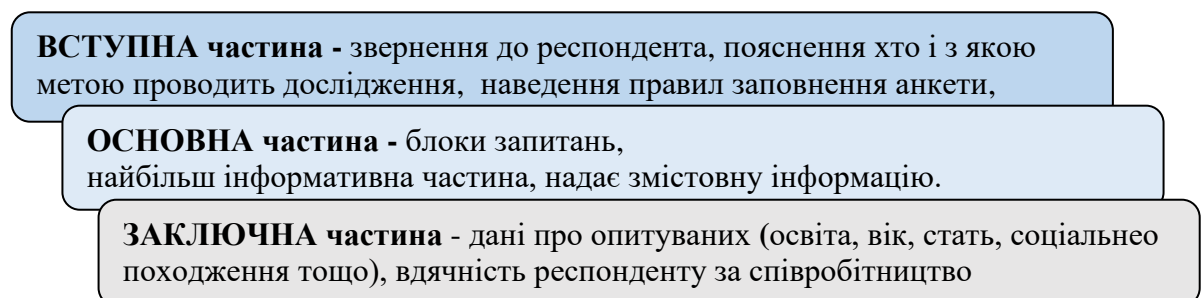 ВСТУПНА частина - звернення до респондента, пояснення хто і з якою
метою проводить дослідження, наведення правил заповнення анкети,
ОСНОВНА частина - блоки запитань,
найбільш інформативна частина, надає змістовну інформацію.
ЗАКЛЮЧНА частина - дані про опитуваних (освіта, вік, стать, соціальнео
походження тощо), вдячність респонденту за співробітництво